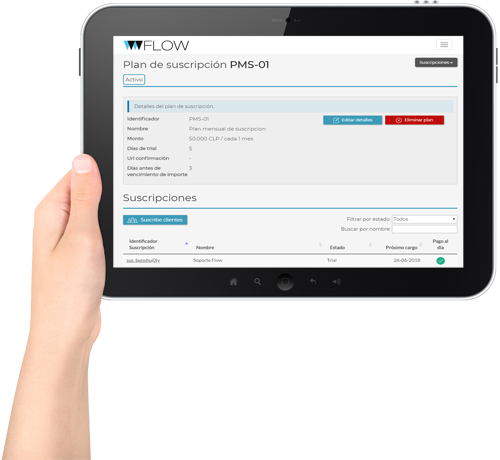 FLOW
Plan de suscripción PMS-01
Suscripciones
Activo
Detalles del plan de suscripción.
Identificador PMS-01
Editar detalles
Eliminar plan
Nombre Plan mensual de suscripcion
Monto 50.000 CLP / cada 1 mes
Días de trial 5
Url confirmación -
Días antes de vencimiento de importe 3
Suscripciones
Suscribe clientes
Filtrar por estado: Todos
Buscar por nombre:
Identificador Suscripción Nombre Estado Próximo cargo Pago al día
Soporte Flow Trial 24-06-2018